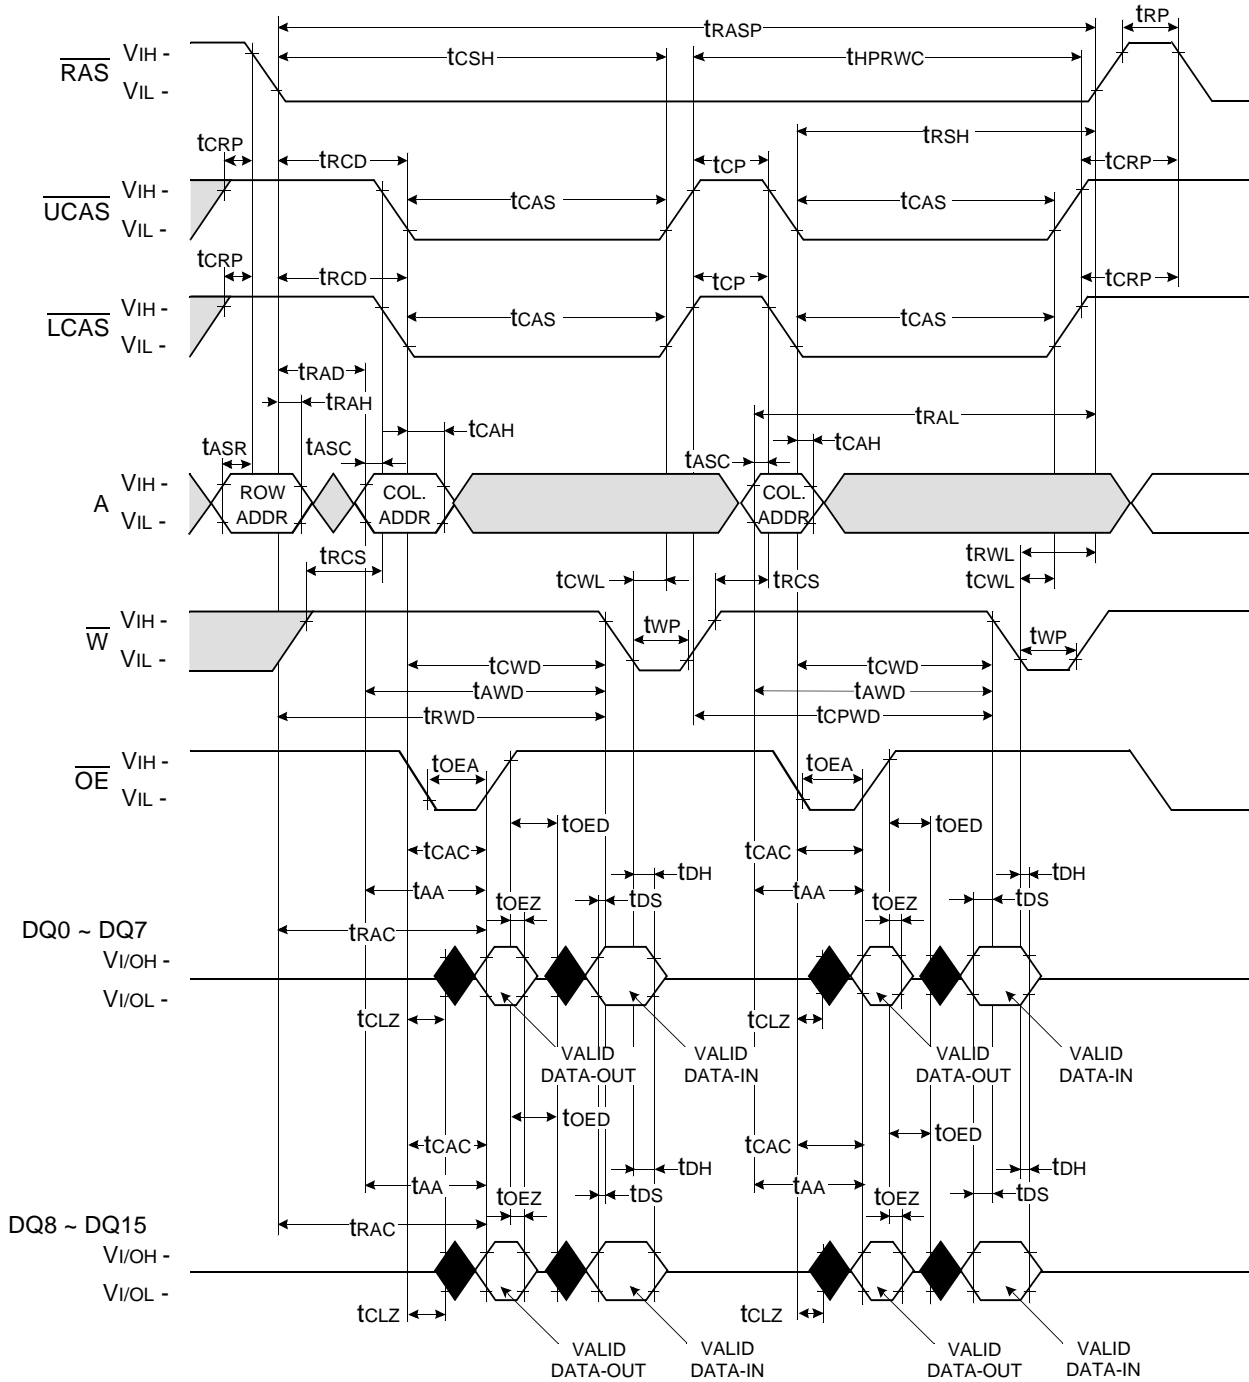 tRP
tRASP
RAS
VIH -
VIL -
tCSH
tHPRWC
tRSH
tCRP
tRCD
tCP
tCRP
UCAS
VIH -
VIL -
tCAS
tCAS
tCRP
tRCD
tCP
tCRP
LCAS
VIH -
VIL -
tCAS
tCAS
tRAD
tRAH
tRAL
tASR
tASC
tCAH
tASC
tCAH
A
VIH -
VIL -
ROW
ADDR
COL.
ADDR
COL.
ADDR
tRCS
tCWL
tRCS
tRWL
tCWL
W
VIH -
VIL -
tWP
tWP
tCWD
tCWD
tAWD
tAWD
tRWD
tCPWD
OE
VIH -
VIL -
tOEA
tOEA
tOED
tOED
tCAC
tCAC
tDH
tDH
tAA
tOEZ
tDS
tAA
tOEZ
tDS
DQ0 ~ DQ7
tRAC
VI/OH -
VI/OL -
tCLZ
tCLZ
VALID
DATA-OUT
VALID
DATA-IN
VALID
DATA-OUT
VALID
DATA-IN
tOED
tOED
tCAC
tCAC
tDH
tDH
tAA
tOEZ
tDS
tAA
tOEZ
tDS
DQ8 ~ DQ15
tRAC
VI/OH -
VI/OL -
tCLZ
tCLZ
VALID
DATA-OUT
VALID
DATA-IN
VALID
DATA-OUT
VALID
DATA-IN